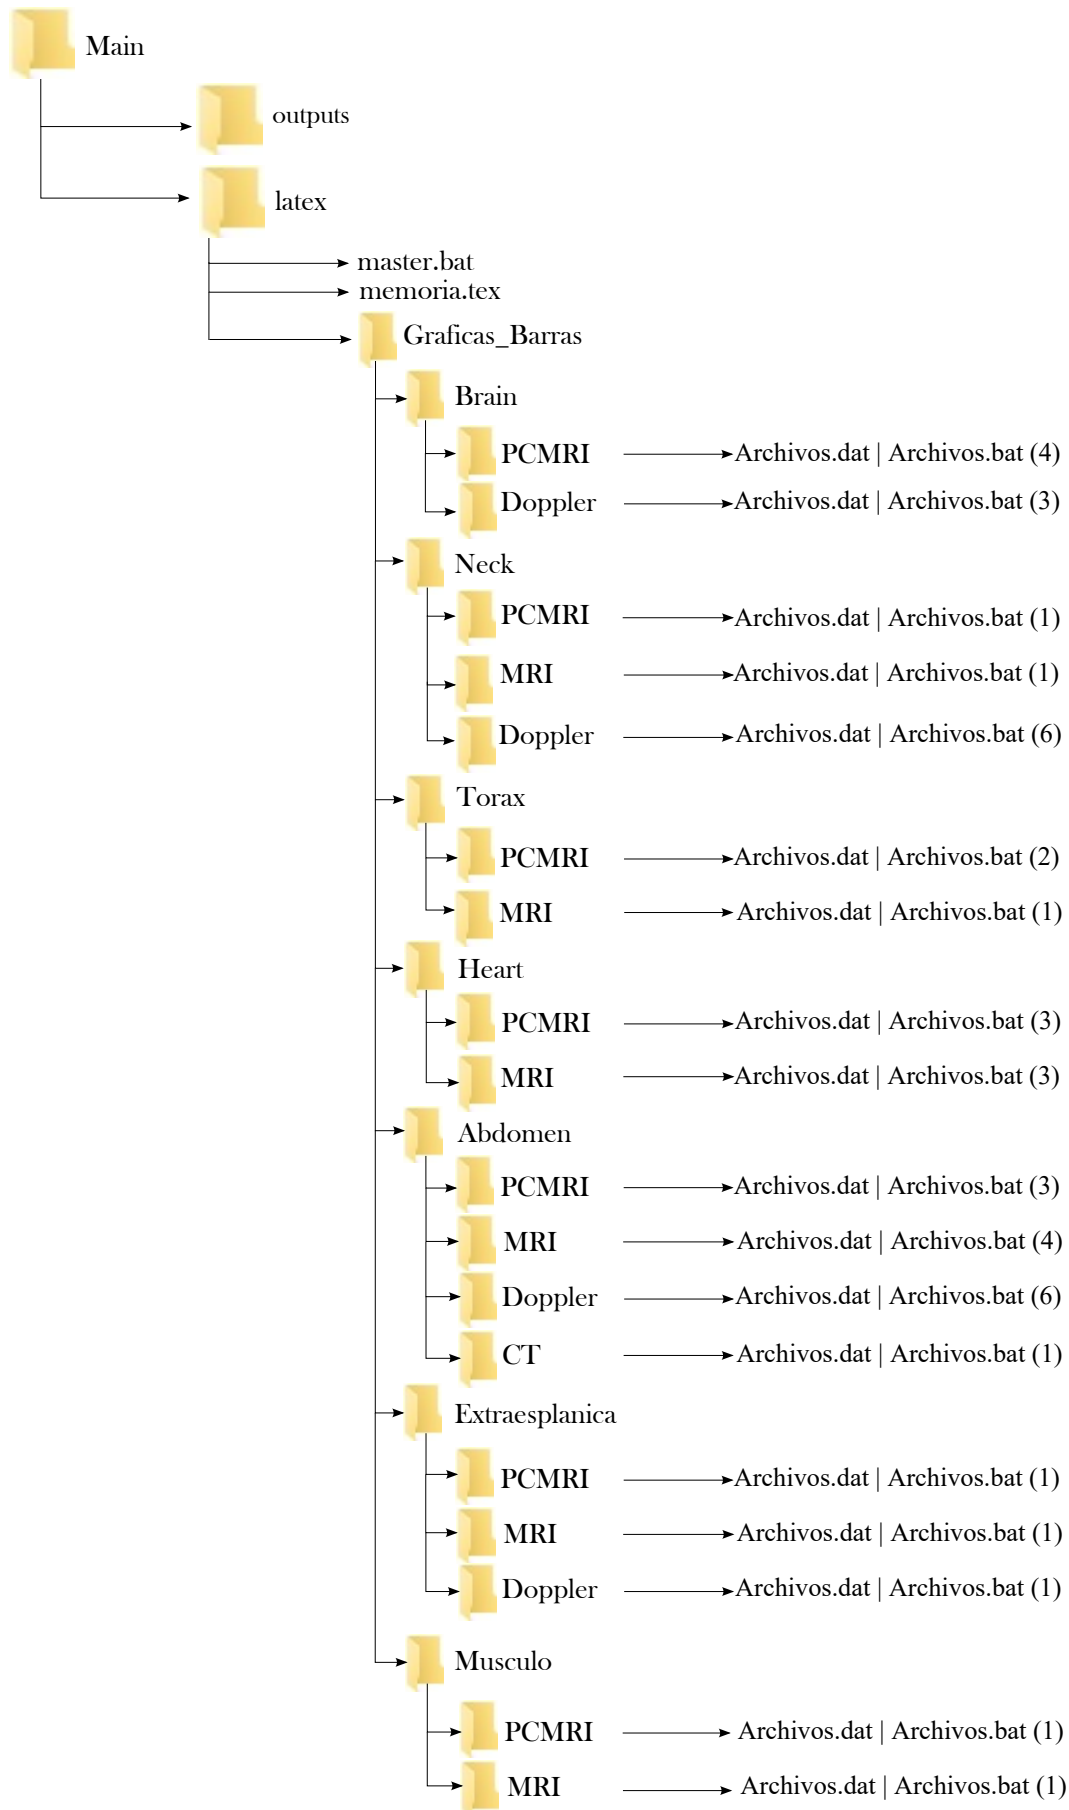 Main
outputs
latex
master.bat
memoria.tex
Graficas_Barras
Brain
PCMRI Archivos.dat | Archivos.bat (4)
Doppler Archivos.dat | Archivos.bat (3)
Neck
PCMRI Archivos.dat | Archivos.bat (1)
MRI Archivos.dat | Archivos.bat (1)
Doppler Archivos.dat | Archivos.bat (6)
Torax
PCMRI Archivos.dat | Archivos.bat (2)
MRI Archivos.dat | Archivos.bat (1)
Heart
PCMRI Archivos.dat | Archivos.bat (3)
MRI Archivos.dat | Archivos.bat (3)
Abdomen
PCMRI Archivos.dat | Archivos.bat (3)
MRI Archivos.dat | Archivos.bat (4)
Doppler Archivos.dat | Archivos.bat (6)
CT Archivos.dat | Archivos.bat (1)
Extraesplanica
PCMRI Archivos.dat | Archivos.bat (1)
MRI Archivos.dat | Archivos.bat (1)
Doppler Archivos.dat | Archivos.bat (1)
Musculo
PCMRI Archivos.dat | Archivos.bat (1)
MRI Archivos.dat | Archivos.bat (1)